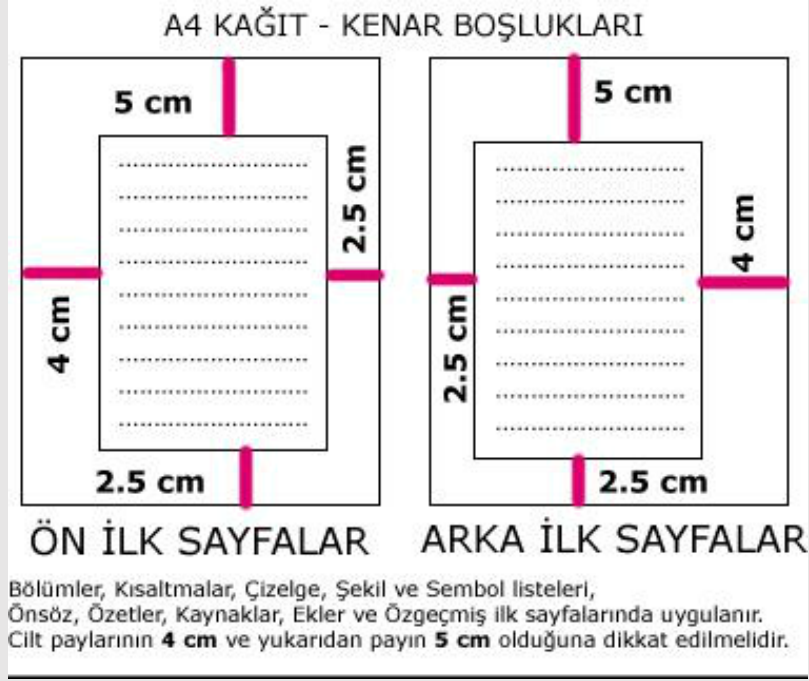 A4 KAĞIT - KENAR BOŞLUKLARI
5 cm
2.5 cm
4 cm
2.5 cm
ÖN İLK SAYFALAR
5 cm
4 cm
2.5 cm
2.5 cm
ARKA İLK SAYFALAR
Bölümler, Kısaltmalar, Çizelge, Şekil ve Sembol listeleri,
Önsöz, Özetler, Kaynaklar, Ekler ve Özgeçmiş ilk sayfalarında uygulanır.
Cilt paylarının 4 cm ve yukarıdan payın 5 cm olduğuna dikkat edilmelidir.